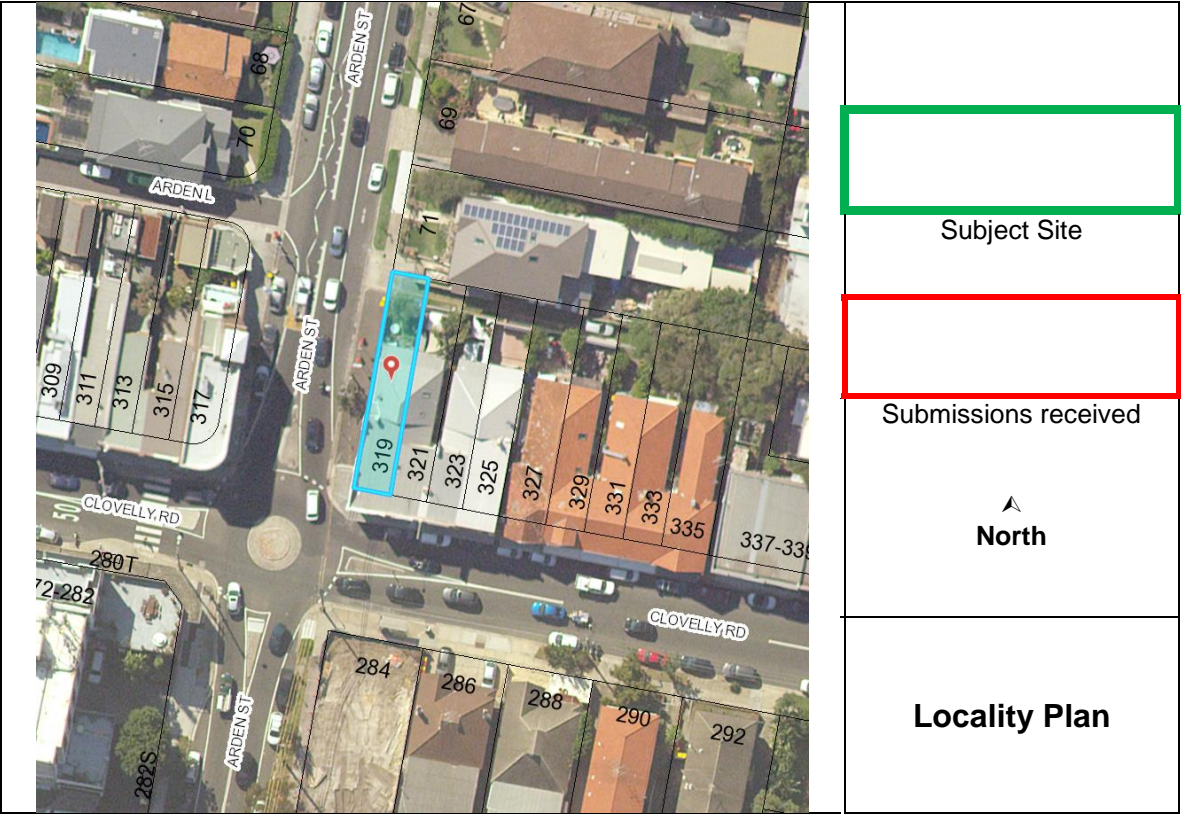 67
ARDEN ST
68
69
70
ARDEN L
71
ARDEN ST
309
311
313
315
317
319
321
323
325
327
329
331
333
335
337-339
50
CLOVELLY RD
280T
72-282
CLOVELLY RD
284
286
288
290
292
ARDEN ST
282S
Subject Site
Submissions received
North
Locality Plan